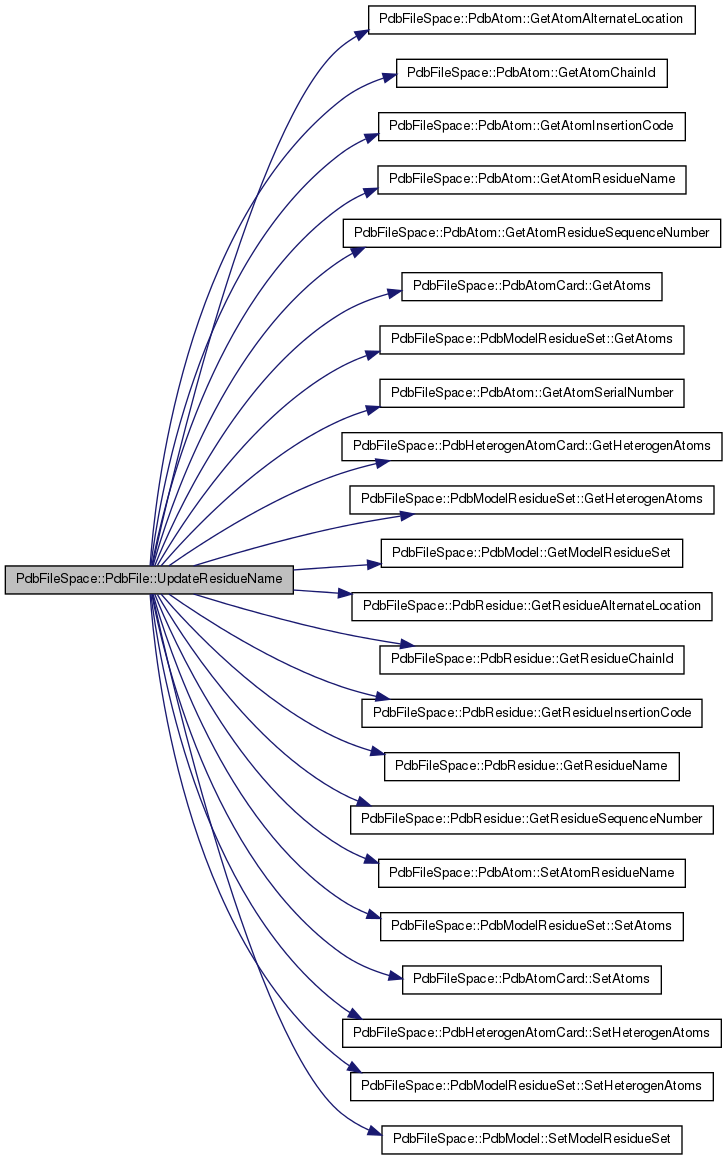 PdbFileSpace::PdbAtom::GetAtomAlternateLocation
PdbFileSpace::PdbAtom::GetAtomChainId
PdbFileSpace::PdbAtom::GetAtomInsertionCode
PdbFileSpace::PdbAtom::GetAtomResidueName
PdbFileSpace::PdbAtom::GetAtomResidueSequenceNumber
PdbFileSpace::PdbAtomCard::GetAtoms
PdbFileSpace::PdbModelResidueSet::GetAtoms
PdbFileSpace::PdbAtom::GetAtomSerialNumber
PdbFileSpace::PdbHeterogenAtomCard::GetHeterogenAtoms
PdbFileSpace::PdbModelResidueSet::GetHeterogenAtoms
PdbFileSpace::PdbModel::GetModelResidueSet
PdbFileSpace::PdbFile::UpdateResidueName
PdbFileSpace::PdbResidue::GetResidueAlternateLocation
PdbFileSpace::PdbResidue::GetResidueChainId
PdbFileSpace::PdbResidue::GetResidueInsertionCode
PdbFileSpace::PdbResidue::GetResidueName
PdbFileSpace::PdbResidue::GetResidueSequenceNumber
PdbFileSpace::PdbAtom::SetAtomResidueName
PdbFileSpace::PdbModelResidueSet::SetAtoms
PdbFileSpace::PdbAtomCard::SetAtoms
PdbFileSpace::PdbHeterogenAtomCard::SetHeterogenAtoms
PdbFileSpace::PdbModelResidueSet::SetHeterogenAtoms
PdbFileSpace::PdbModel::SetModelResidueSet